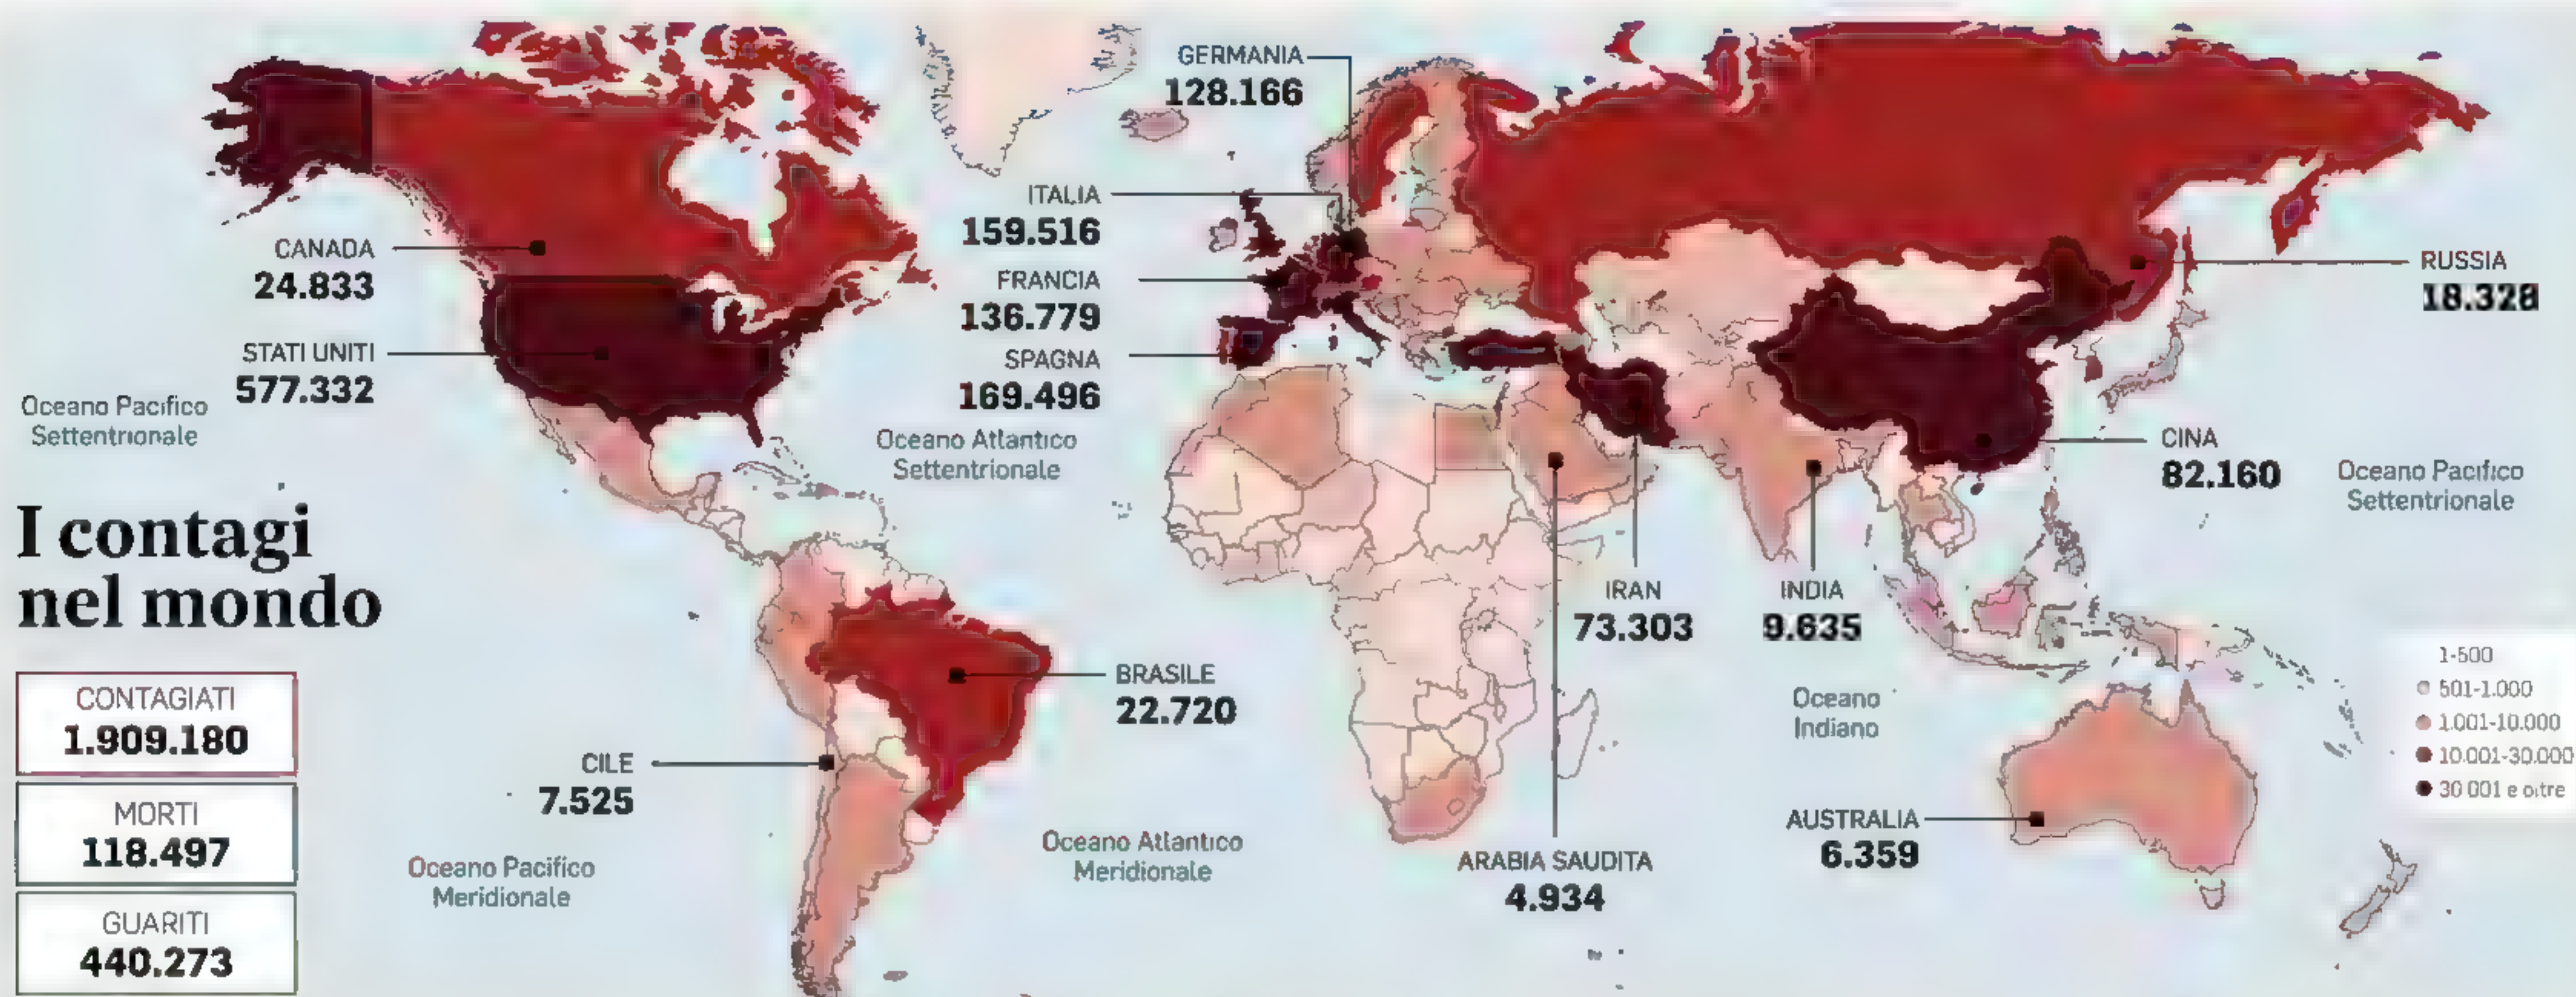 GERMANIA
128.166
ITALIA
159.516
FRANCIA
136.779
SPAGNA
169.496
CANADA
24.833
STATI UNITI
577.332
Oceano Pacifico
Settentrionale
Oceano Atlantico
Settentrionale
RUSSIA
18.328
CINA
82.160
Oceano Pacifico
Settentrionale
I contagi
nel mondo
CONTAGIATI
1.909.180
MORTI
118.497
GUARITI
440.273
IRAN
73.303
INDIA
9.635
BRASILE
22.720
CILE
7.525
Oceano Pacifico
Meridionale
Oceano Atlantico
Meridionale
ARABIA SAUDITA
4.934
Oceano
Indiano
AUSTRALIA
6.359
1-500
501-1.000
1.001-10.000
10.001-30.000
30 001 e oltre